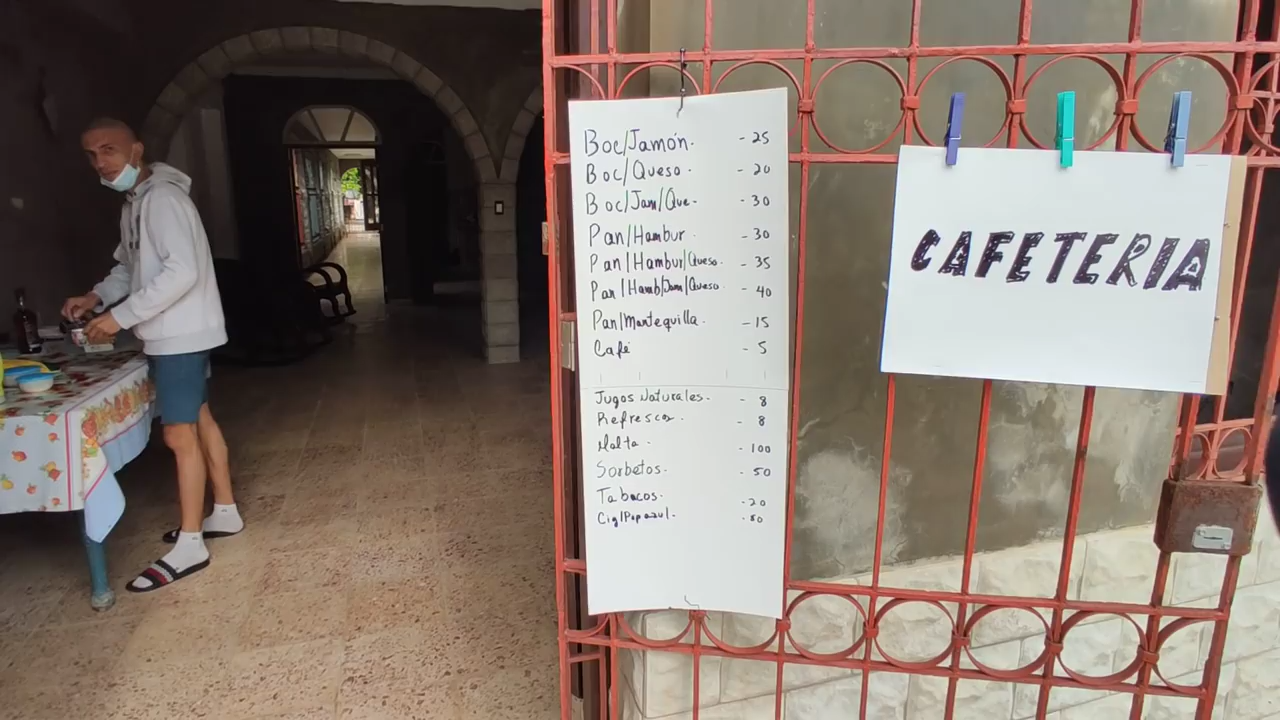 Boc/Jamón. - 25
Boc/Queso. - 20
Boc/Jam/Que- - 30
Pan/Hambur. - 30
Pan/Hambur/Queso. - 35
Pan/Hamb/Jam/Queso. - 40
Pan/Mantequilla. - 15
Café - 5
Jugos Naturales. - 8
Refrescos. - 8
Malta. - 100
Sorbetos. - 50
Tabacos. - 20
Cig/Pop azul.
CAFETERIA